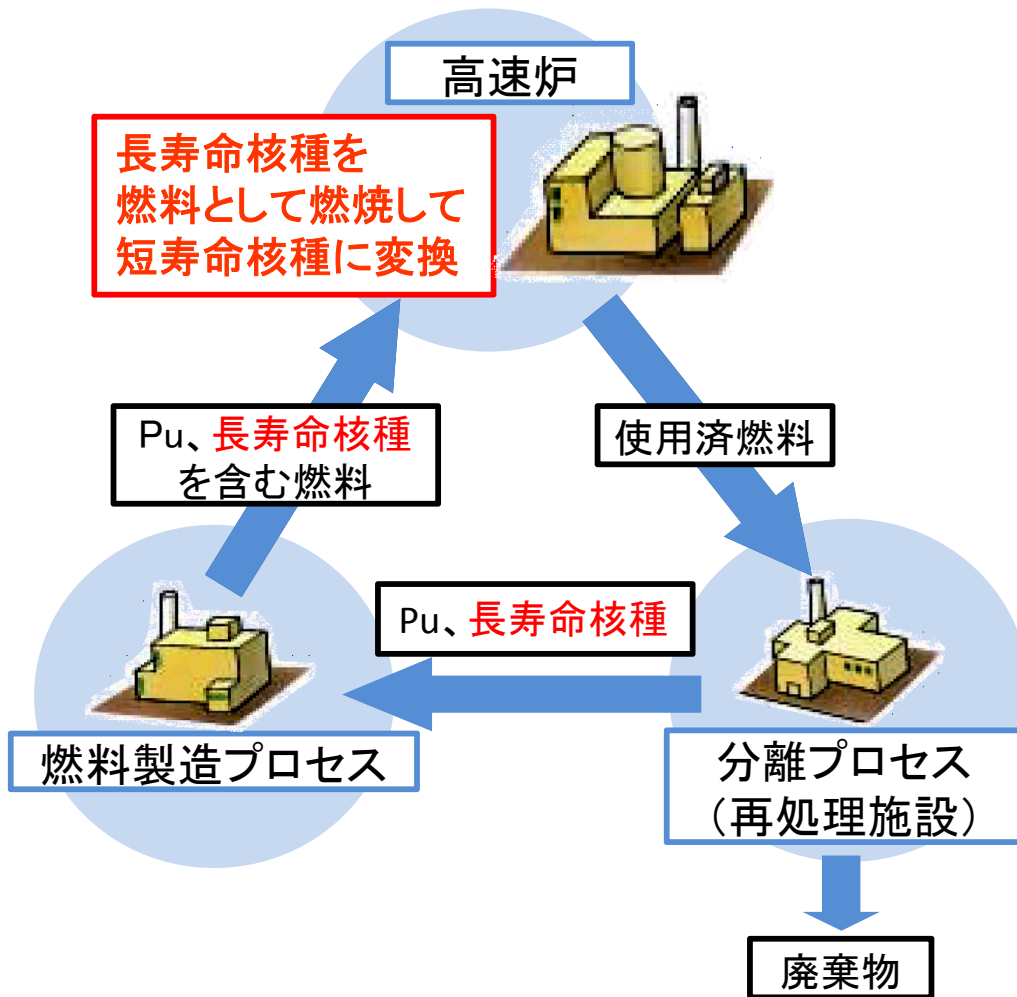 高速炉
長寿命核種を
燃料として燃焼して
短寿命核種に変換
Pu、長寿命核種
を含む燃料
使用済燃料
Pu、長寿命核種
燃料製造プロセス
分離プロセス
（再処理施設）
廃棄物